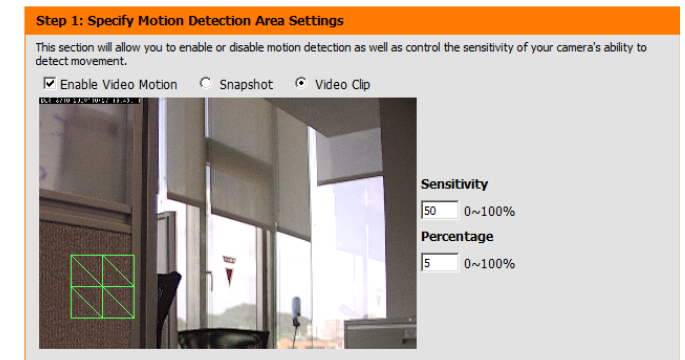 Step 1: Specify Motion Detection Area Settings
This section will allow you to enable or disable motion detection as well as control the sensitivity of your camera's ability to
detect movement.
Enable Video Motion Snapshot Video Clip
Sensitivity
50 0~100%
Percentage
5 0~100%